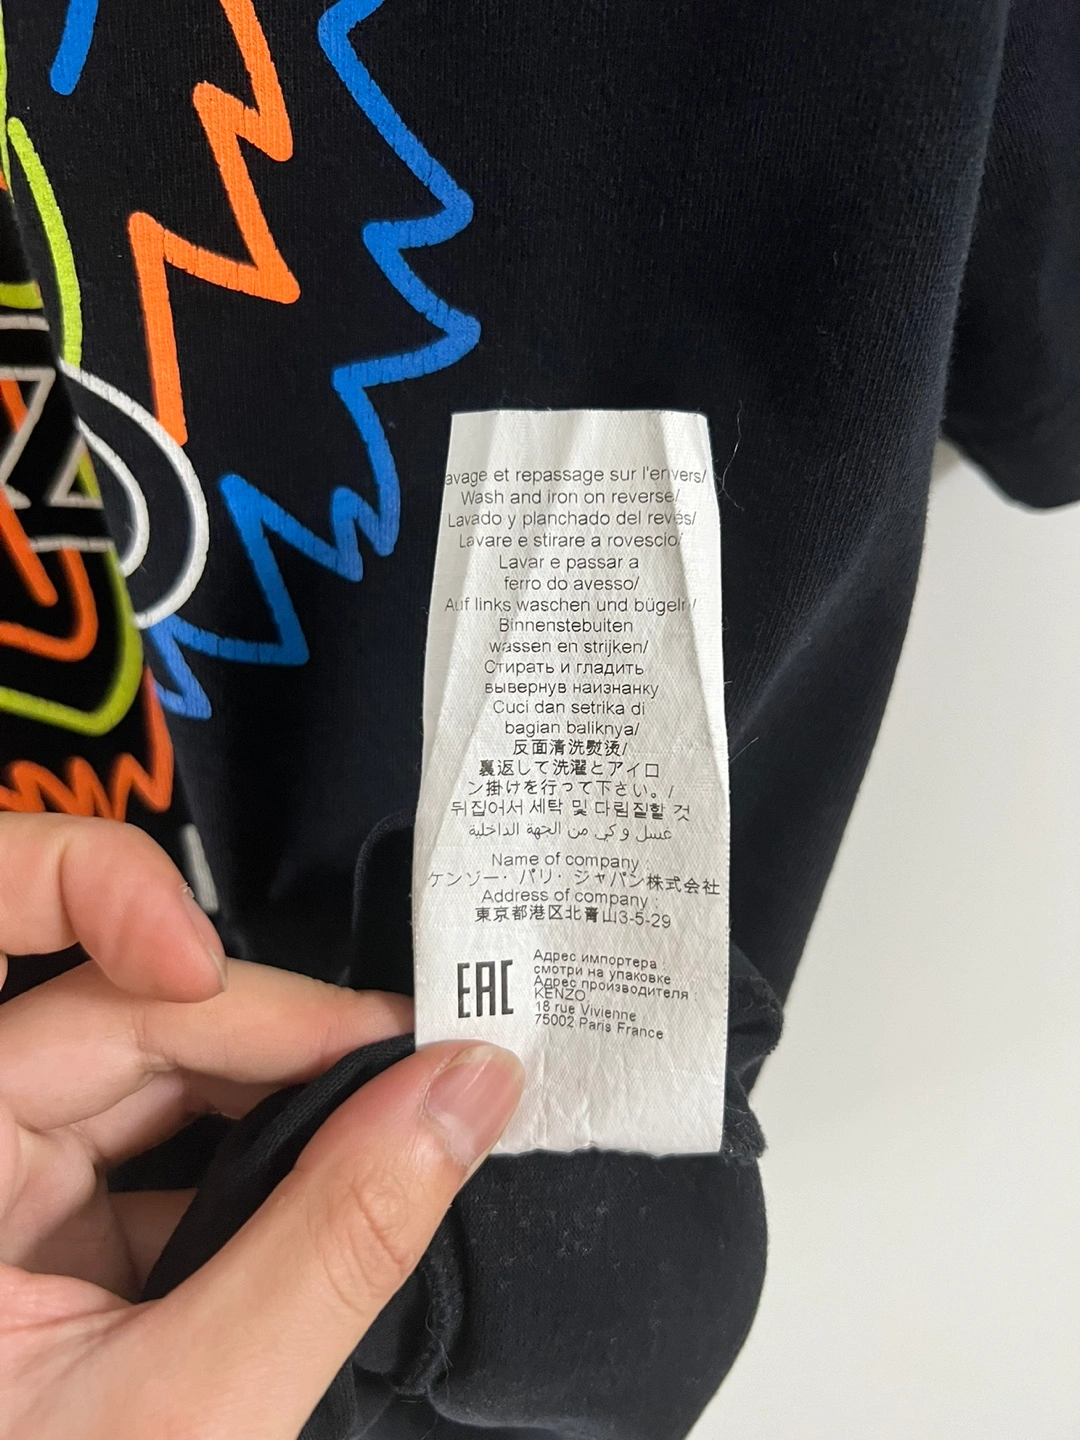 avage et repassage sur l'envers/
Wash and iron on reverse/
Lavado y planchado del revés/
Lavare e stirare a rovescio/
Lavar e passar a
ferro do avesso/
Auf links waschen und bügeln/
Binnenstebuiten
wassen en strijken/
Стирать и гладить
вывернув наизнанку
Cuci dan setrika di
bagian baliknya/
反面清洗熨烫/
裏返して洗濯とアイロ
ン掛けを行って下さい。/
뒤집어서 세탁 및 다림질할 것
غسل و كي من الجهة الداخلية
Name of company :
ケンゾー・パリ・ジャパン株式会社
Address of company :
東京都港区北青山3-5-29
EAC
Адрес импортера :
смотри на упаковке
Адрес производителя :
KENZO,
18 rue Vivienne
75002 Paris France